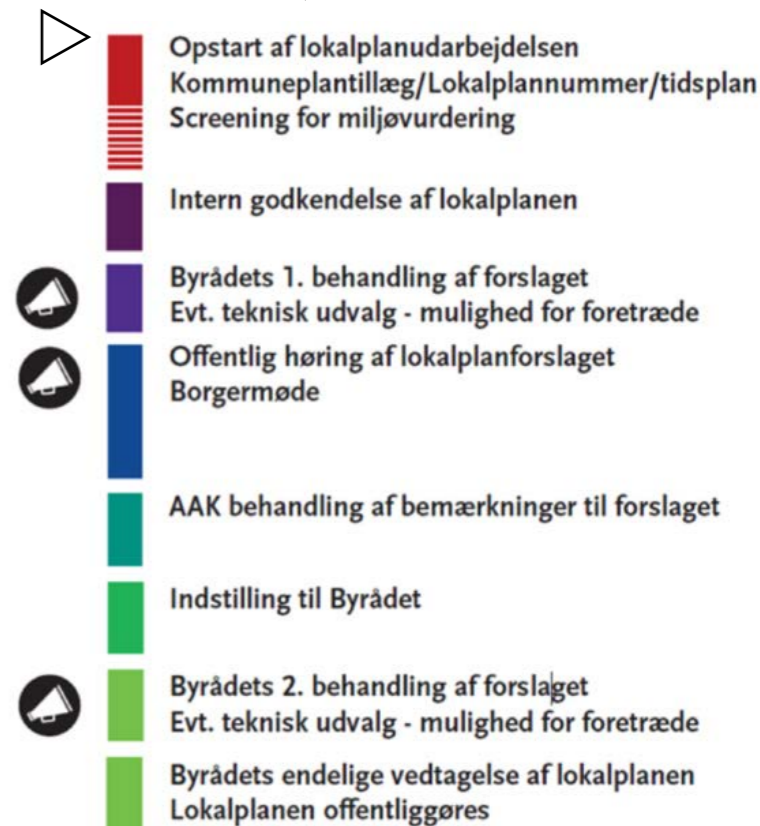 Opstart af lokalplanudarbejdelsen
Kommuneplantillæg/Lokalplannummer/tidsplan
Screening for miljøvurdering
Intern godkendelse af lokalplanen
Byrådets 1. behandling af forslaget
Evt. teknisk udvalg - mulighed for foretræde
Offentlig høring af lokalplanforslaget
Borgermøde
AAK behandling af bemærkninger til forslaget
Indstilling til Byrådet
Byrådets 2. behandling af forslaget
Evt. teknisk udvalg - mulighed for foretræde
Byrådets endelige vedtagelse af lokalplanen
Lokalplanen offentliggøres